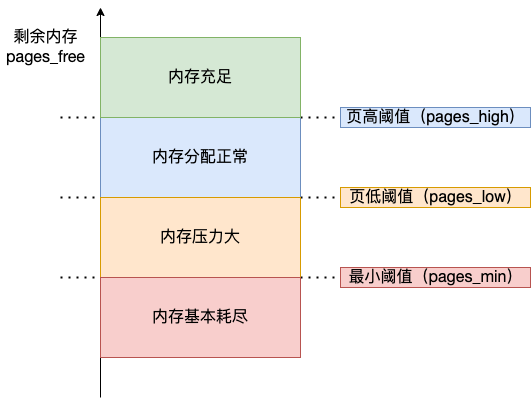 剩余内存
pages_free
内存充足
页高阈值（pages_high）
内存分配正常
页低阈值（pages_low）
内存压力大
最小阈值（pages_min）
内存基本耗尽